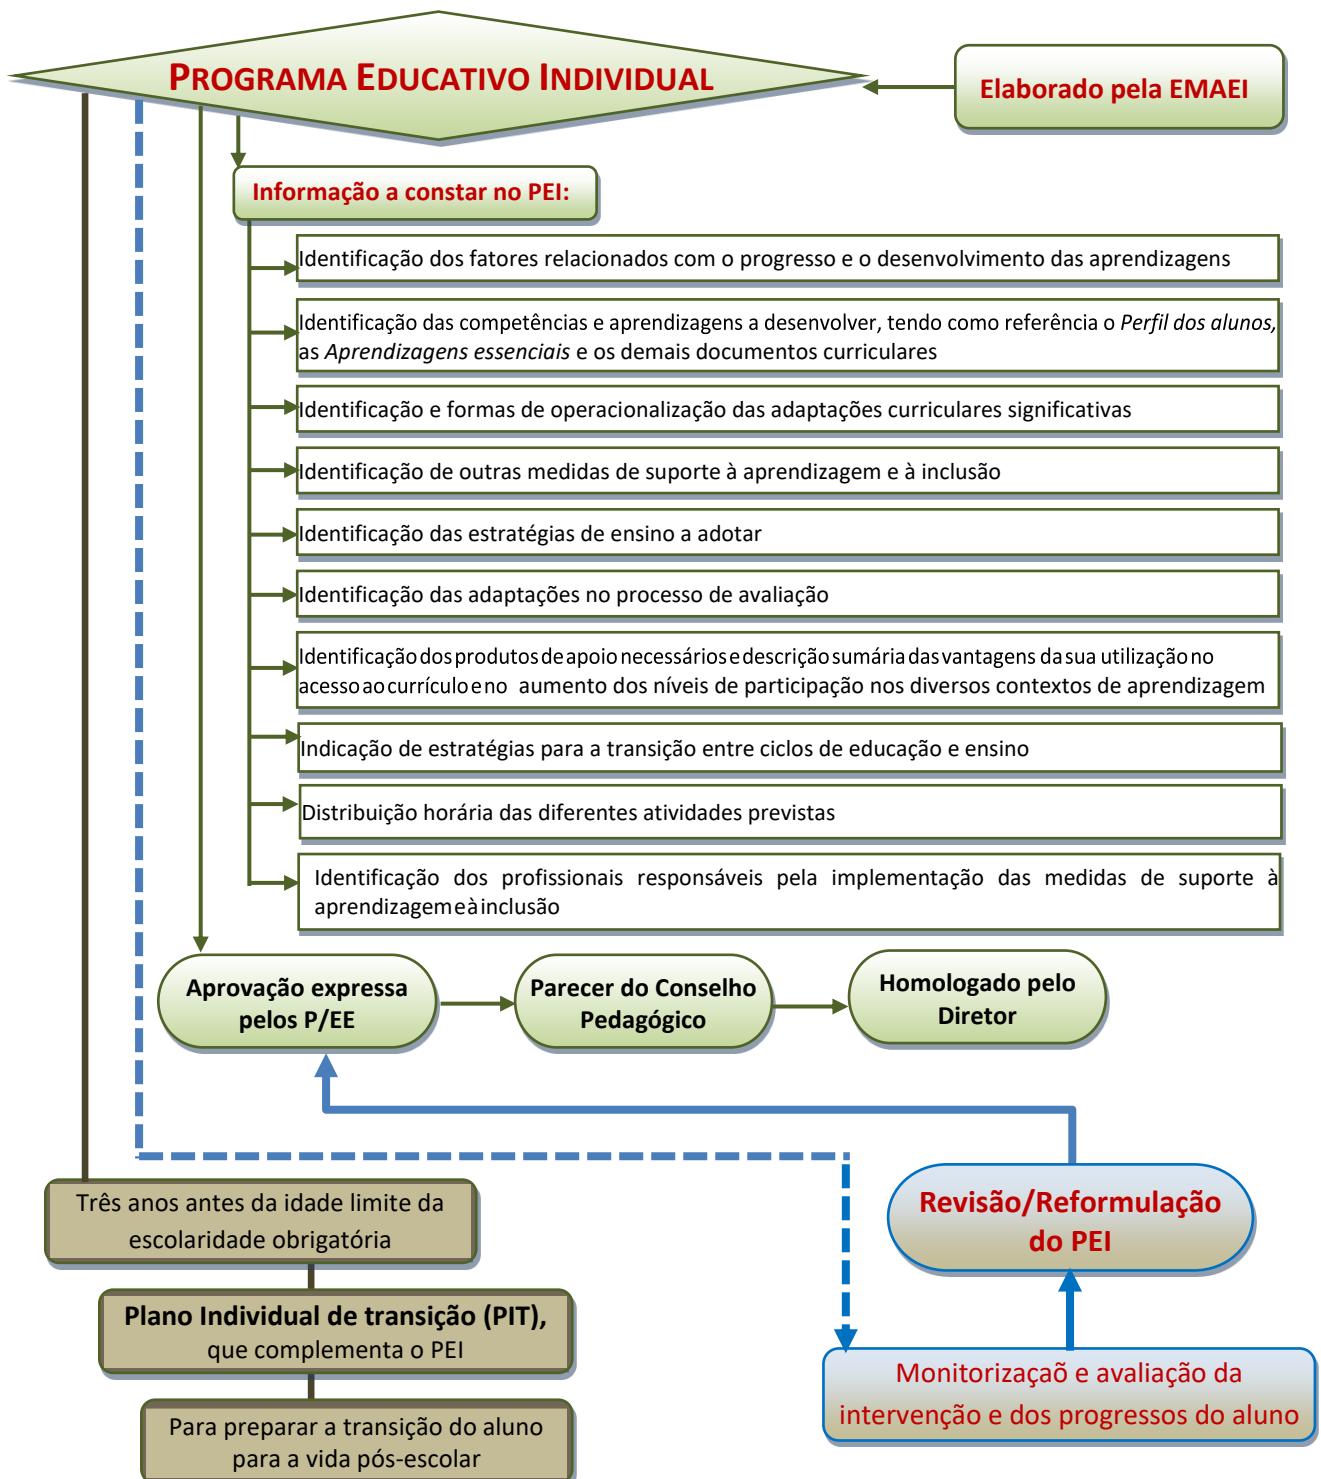 PROGRAMA EDUCATIVO INDIVIDUAL
Elaborado pela EMAEI
Informação a constar no PEI:
Identificação dos fatores relacionados com o progresso e o desenvolvimento das aprendizagens
Identificação das competências e aprendizagens a desenvolver, tendo como referência o Perfil dos alunos,
as Aprendizagens essenciais e os demais documentos curriculares
Identificação e formas de operacionalização das adaptações curriculares significativas
Identificação de outras medidas de suporte à aprendizagem e à inclusão
Identificação das estratégias de ensino a adotar
Identificação das adaptações no processo de avaliação
Identificação dos produtos de apoio necessários e descrição sumária das vantagens da sua utilização no
acesso ao currículo e no aumento dos níveis de participação nos diversos contextos de aprendizagem
Indicação de estratégias para a transição entre ciclos de educação e ensino
Distribuição horária das diferentes atividades previstas
Identificação dos profissionais responsáveis pela implementação das medidas de suporte à
aprendizagem e à inclusão
Aprovação expressa
pelos P/EE
Parecer do Conselho
Pedagógico
Homologado pelo
Diretor
Três anos antes da idade limite da
escolaridade obrigatória
Plano Individual de transição (PIT),
que complementa o PEI
Para preparar a transição do aluno
para a vida pós-escolar
Revisão/Reformulação
do PEI
Monitorizaçaõ e avaliação da
intervenção e dos progressos do aluno